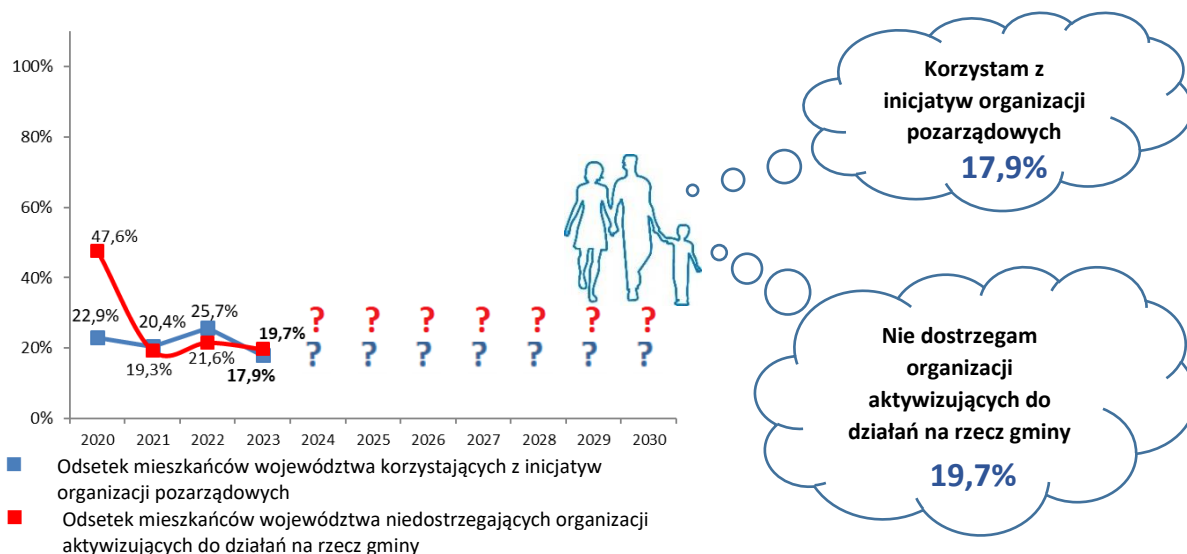 100%
80%
60%
40%
20%
0%
47,6%
22,9%
20,4%
19,3%
25,7%
21,6%
19,7%
17,9%
? ? ? ? ? ? ?
? ? ? ? ? ? ?
2020 2021 2022 2023 2024 2025 2026 2027 2028 2029 2030
Odsetek mieszkańców województwa korzystających z inicjatyw
organizacji pozarządowych
Odsetek mieszkańców województwa niedostrzegających organizacji
aktywizujących do działań na rzecz gminy
Korzystam z
inicjatyw organizacji
pozarządowych
17,9%
Nie dostrzegam
organizacji
aktywizujących do
działań na rzecz gminy
19,7%